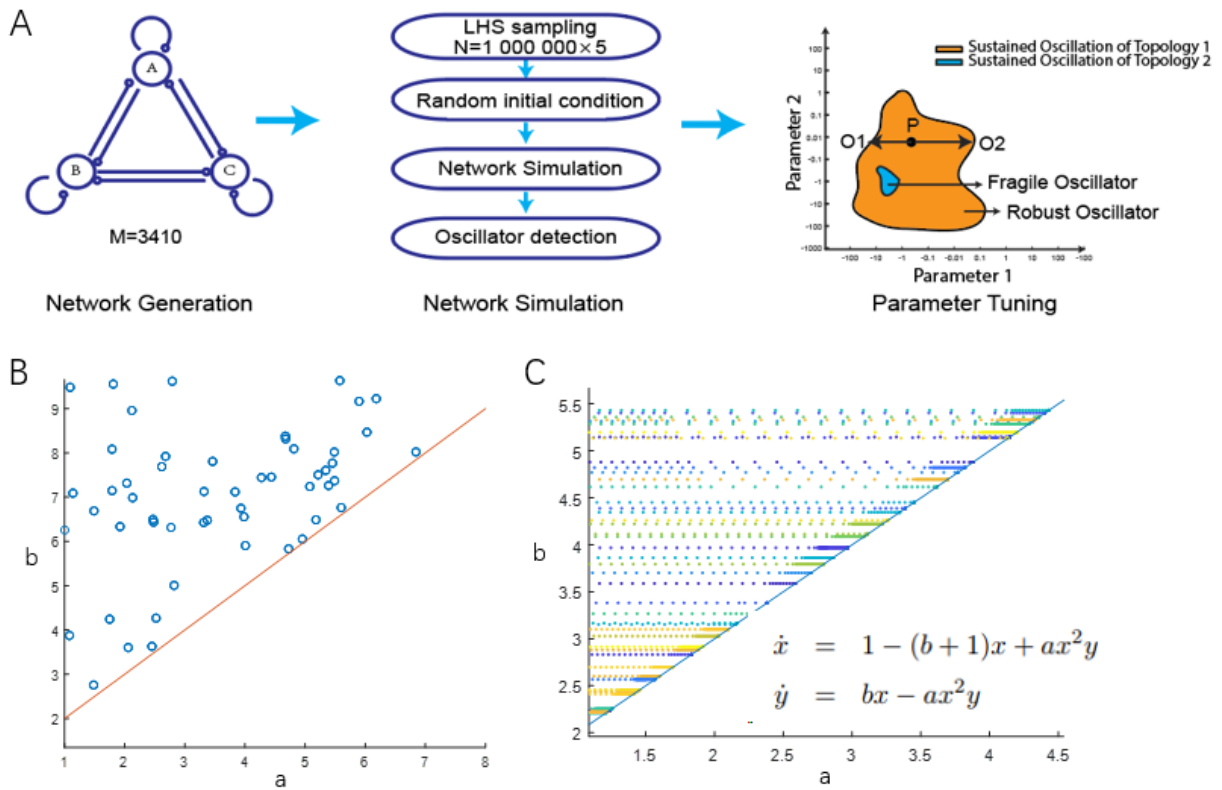 A
A
B
C
M=3410
Network Generation
LHS sampling
N=1 000 000×5
Random initial condition
Network Simulation
Oscillator detection
Network Simulation
Sustained Oscillation of Topology 1
Sustained Oscillation of Topology 2
Parameter 2
100
10
1
0.01
-0.1
-1
-10
-100
-1000
O1
P
O2
Fragile Oscillator
Robust Oscillator
-100 -10 -1 -0.1 -0.01 0.1 1 10 100 -100
Parameter 1
Parameter Tuning
B
9
8
7
6
5
4
3
2
b
1 2 3 4 5 6 7 8
a
C
5.5
5
4.5
4
3.5
3
2.5
2
b
ẋ = 1 − (b + 1)x + ax²y
ẏ = bx − ax²y
1.5 2 2.5 3 3.5 4 4.5
a